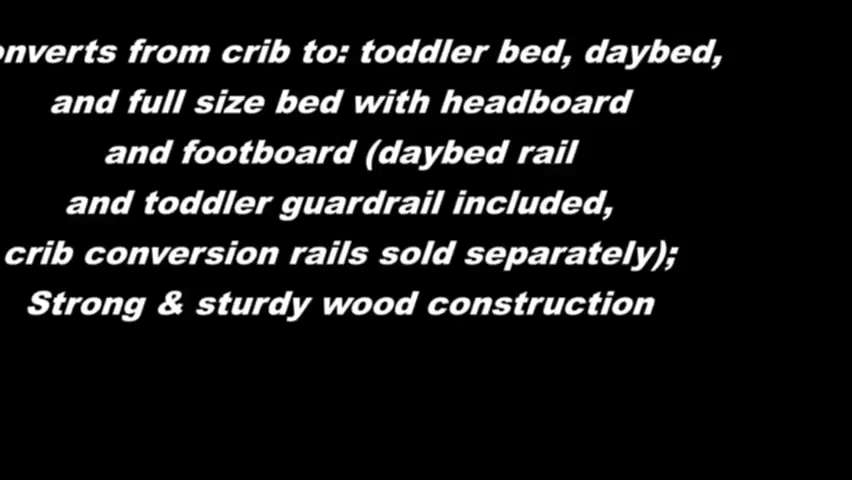 onverts from crib to: toddler bed, daybed,
and full size bed with headboard
and footboard (daybed rail
and toddler guardrail included,
crib conversion rails sold separately);
Strong & sturdy wood construction